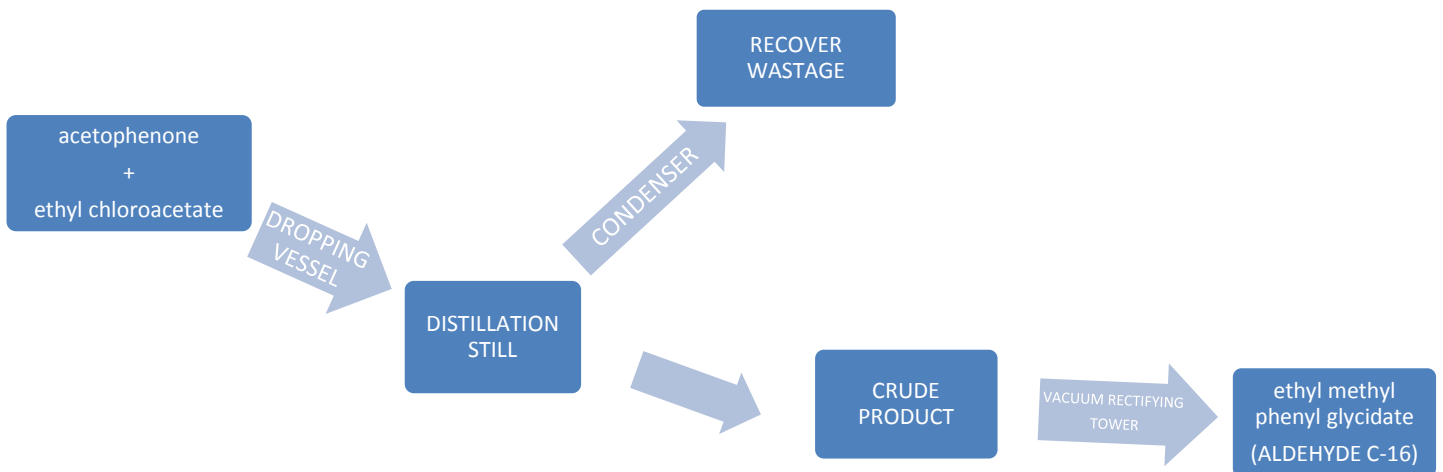 acetophenone
+
ethyl chloroacetate
DROPPING
VESSEL
DISTILLATION
STILL
CONDENSER
RECOVER
WASTAGE
CRUDE
PRODUCT
VACUUM RECTIFYING
TOWER
ethyl methyl
phenyl glycidate
(ALDEHYDE C-16)